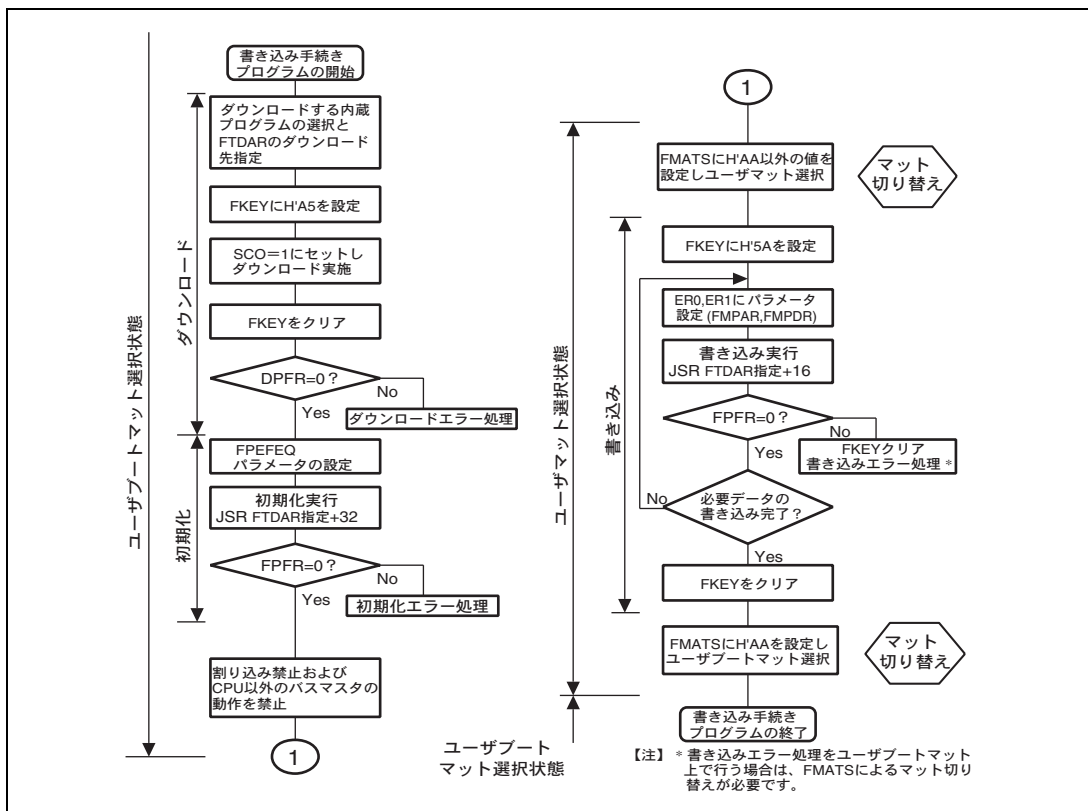 書き込み手続き
プログラムの開始
ダウンロードする内蔵
プログラムの選択と
FTDARのダウンロード
先指定
FKEYにH'A5を設定
SCO=1にセットし
ダウンロード実施
FKEYをクリア
DPFR=0?
No
Yes
ダウンロードエラー処理
FPEFEQ
パラメータの設定
初期化実行
JSR FTDAR指定+32
FPFR=0?
No
Yes
初期化エラー処理
割り込み禁止および
CPU以外のバスマスタの
動作を禁止
1
ダウンロード
初期化
ユーザブートマット選択状態
1
FMATSにH'AA以外の値を
設定しユーザマット選択
マット
切り替え
FKEYにH'5Aを設定
ER0,ER1にパラメータ
設定(FMPAR,FMPDR)
書き込み実行
JSR FTDAR指定+16
FPFR=0?
No
Yes
FKEYクリア
書き込みエラー処理 *
No
必要データの
書き込み完了?
Yes
FKEYをクリア
FMATSにH'AAを設定し
ユーザブートマット選択
マット
切り替え
書き込み手続き
プログラムの終了
書き込み
ユーザマット選択状態
ユーザブート
マット選択状態
【注】 * 書き込みエラー処理をユーザブートマット
上で行う場合は、FMATSによるマット切り
替えが必要です。